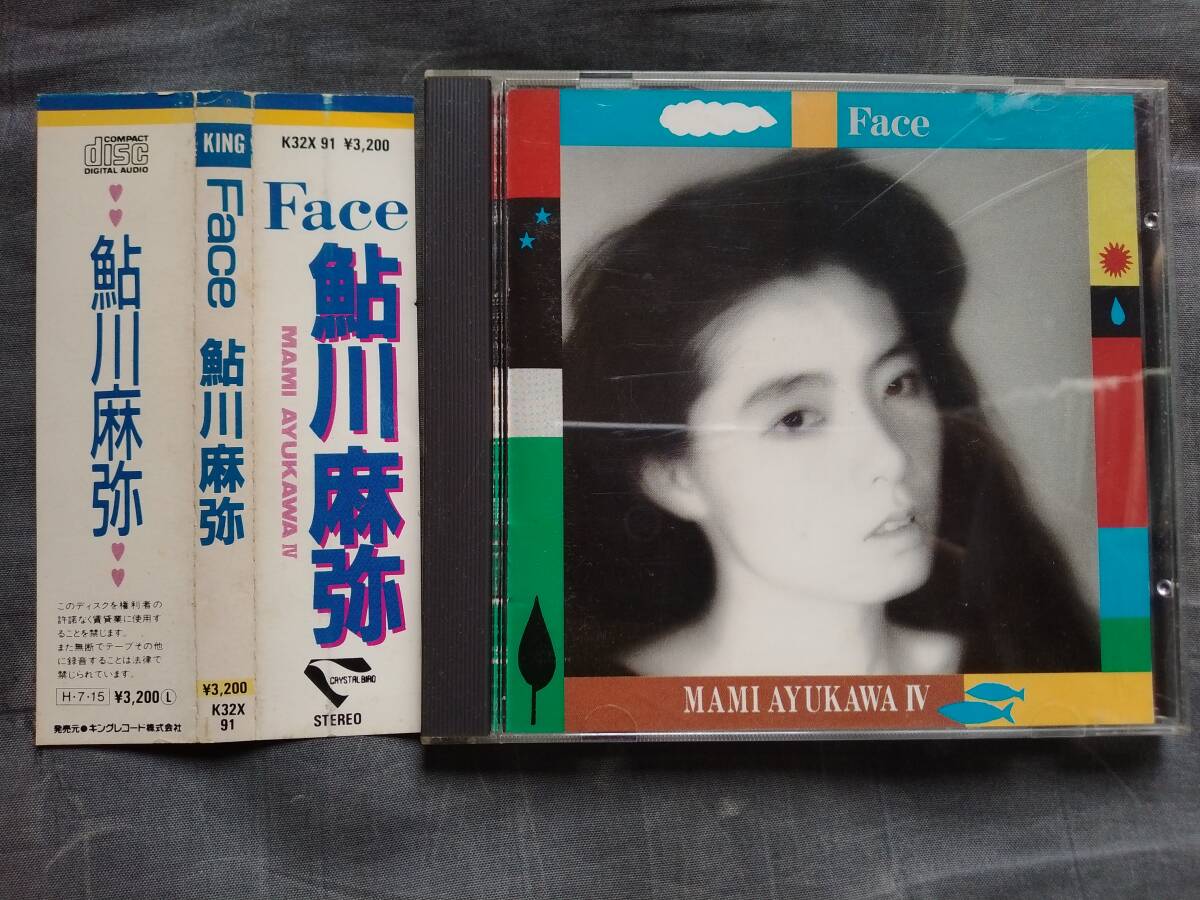 COMPACT
disc
DIGITAL AUDIO
♥
♥
鮎川麻弥
♥
♥
このディスクを権利者の
許諾なく賃貸業に使用す
ることを禁じます。
また無断でテープその他
に録音することは法律で
禁じられています。
H・7・15 ¥3,200Ⓛ
発売元●キングレコード株式会社
KING
Face 鮎川麻弥
¥3,200
K32X
91
K32X 91 ¥3,200
Face
鮎川麻弥
MAMI AYUKAWA Ⅳ
CRYSTAL BIRD
STEREO
Face
MAMI AYUKAWA Ⅳ